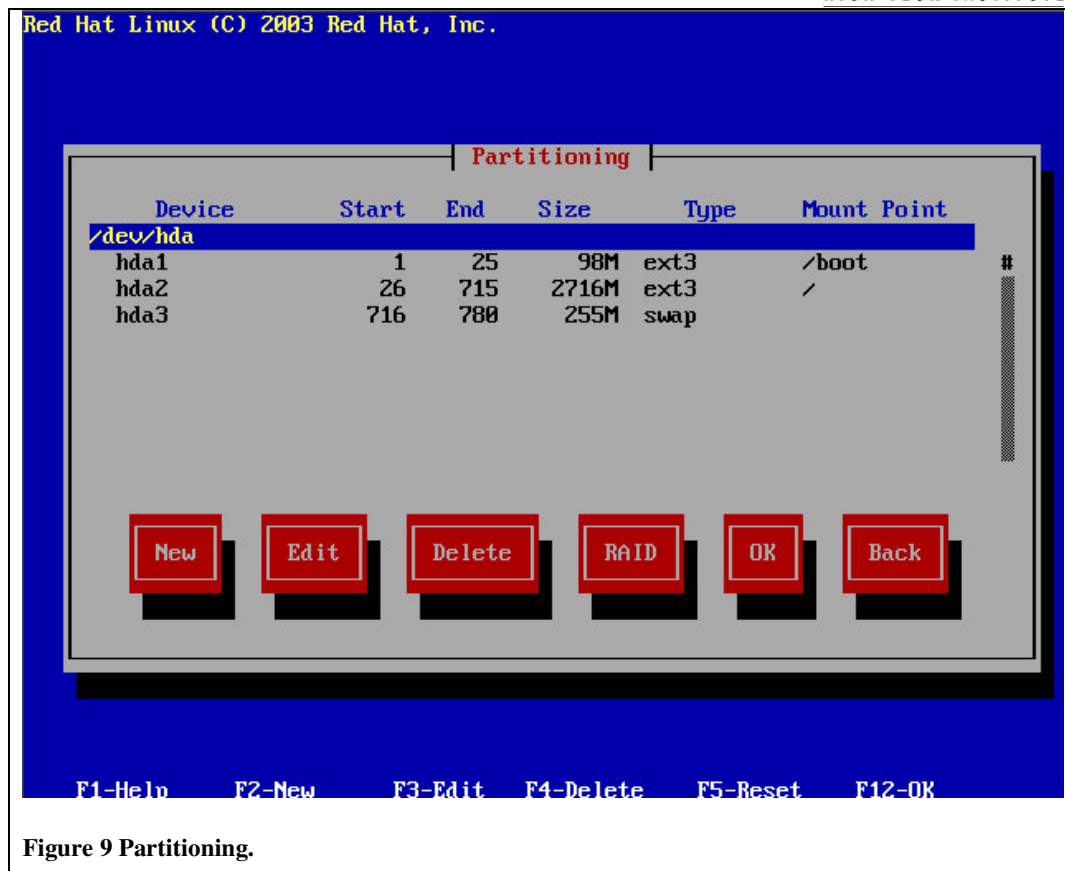 Red Hat Linux (C) 2003 Red Hat, Inc.
Partitioning
Device Start End Size Type Mount Point
/dev/hda
hda1 1 25 98M ext3 /boot #
hda2 26 715 2716M ext3 /
hda3 716 780 255M swap
New Edit Delete RAID OK Back
F1-Help F2-New F3-Edit F4-Delete F5-Reset F12-OK
Figure 9 Partitioning.